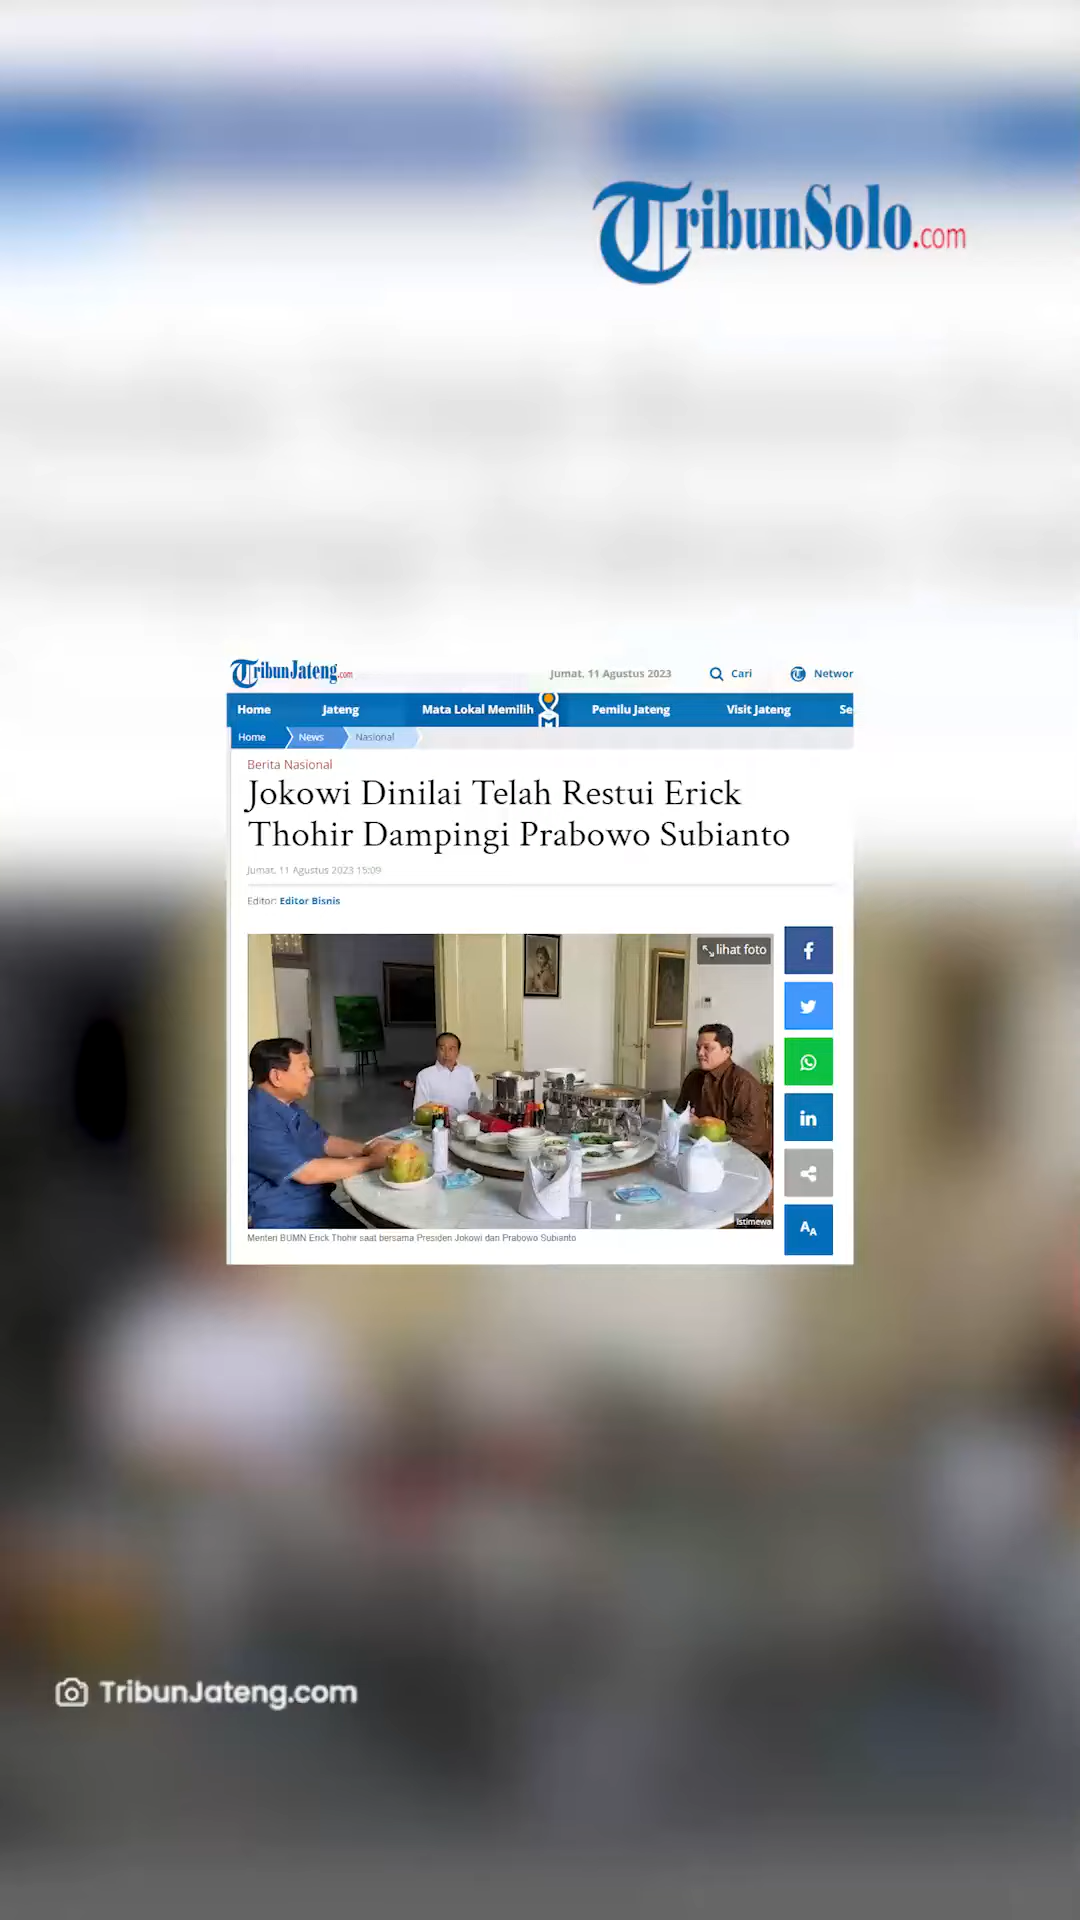 TribunSolo.com
TribunJateng.com
Jumat, 11 Agustus 2023
Cari
Networ
Home
Jateng
Mata Lokal Memilih
Pemilu Jateng
Visit Jateng
Se
Home
News
Nasional
Berita Nasional
Jokowi Dinilai Telah Restui Erick
Thohir Dampingi Prabowo Subianto
Jumat, 11 Agustus 2023 15:09
Editor: Editor Bisnis
lihat foto
Istimewa
Menteri BUMN Erick Thohir saat bersama Presiden Jokowi dan Prabowo Subianto
TribunJateng.com